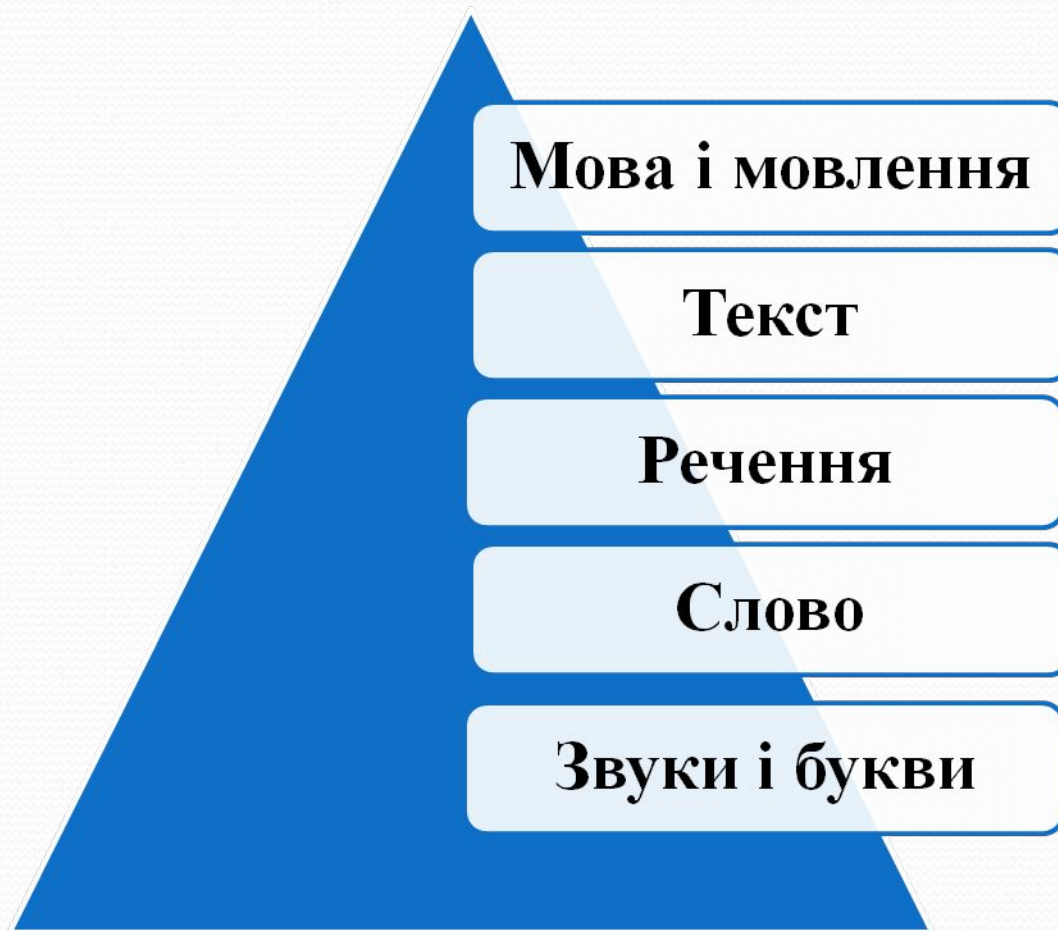 Мова і мовлення
Текст
Речення
Слово
Звуки і букви